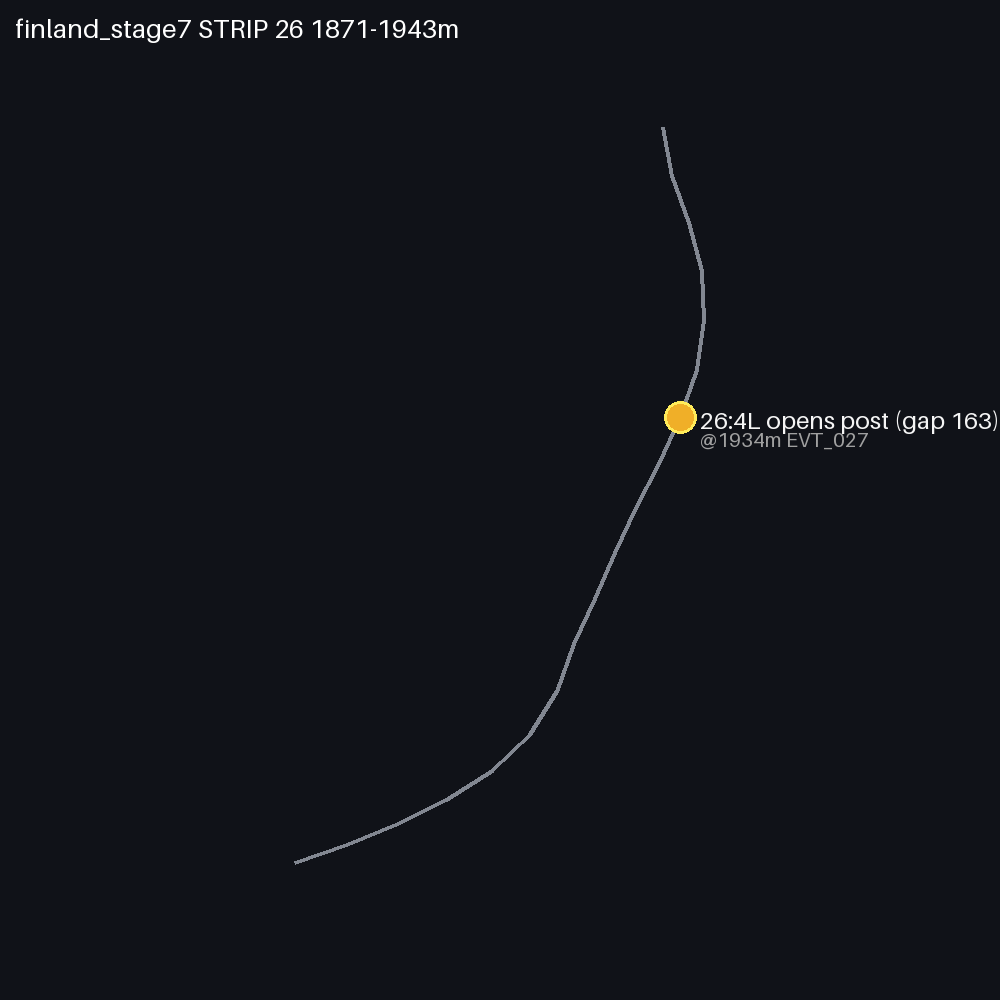 finland_stage7 STRIP 26 1871-1943m
26:4L opens post (gap 163)
@1934m EVT_027